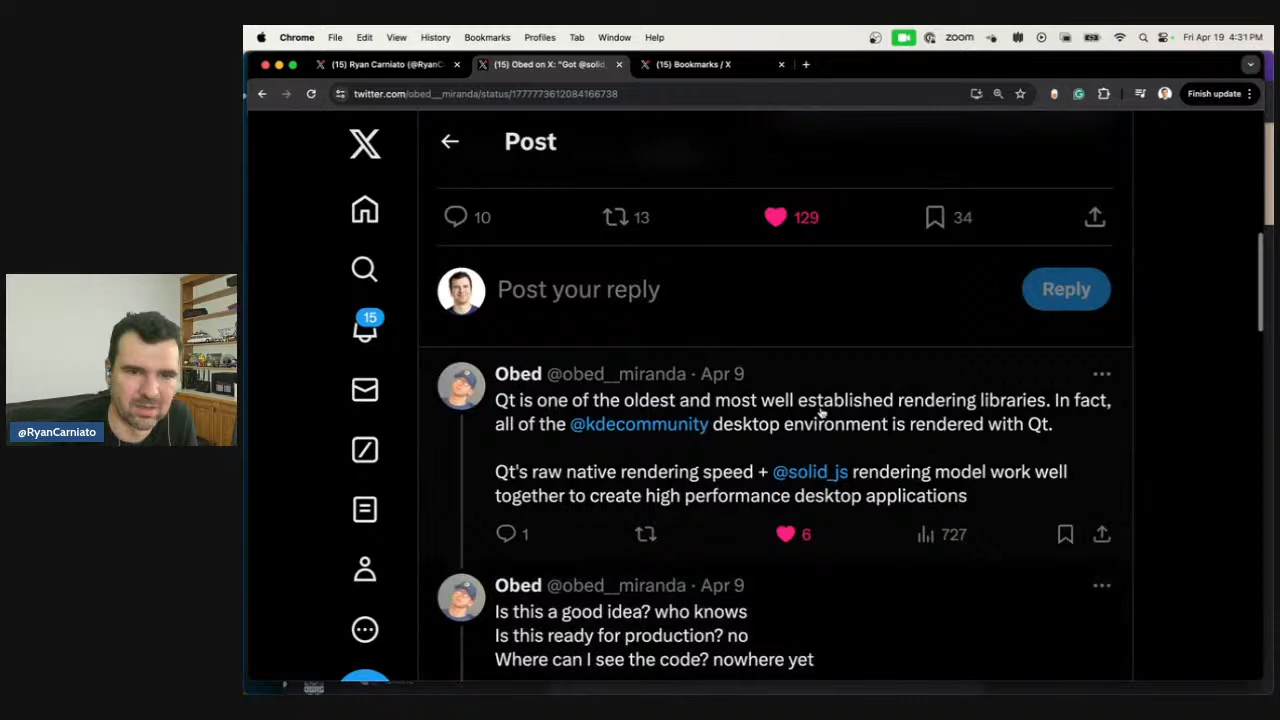 Chrome File Edit View History Bookmarks Profiles Tab Window Help zoom Fri Apr 19 4:31 PM
(15) Ryan Carniato (@RyanC (15) Obed on X: "Got @solid_ (15) Bookmarks / X
twitter.com/obed__miranda/status/1777773612084166738 Finish update
Post
10 13 129 34
Post your reply Reply
15
Obed @obed__miranda · Apr 9
Qt is one of the oldest and most well established rendering libraries. In fact,
all of the @kdecommunity desktop environment is rendered with Qt.
Qt's raw native rendering speed + @solid_js rendering model work well
together to create high performance desktop applications
1 6 727
Obed @obed__miranda · Apr 9
Is this a good idea? who knows
Is this ready for production? no
Where can I see the code? nowhere yet
@RyanCarniato